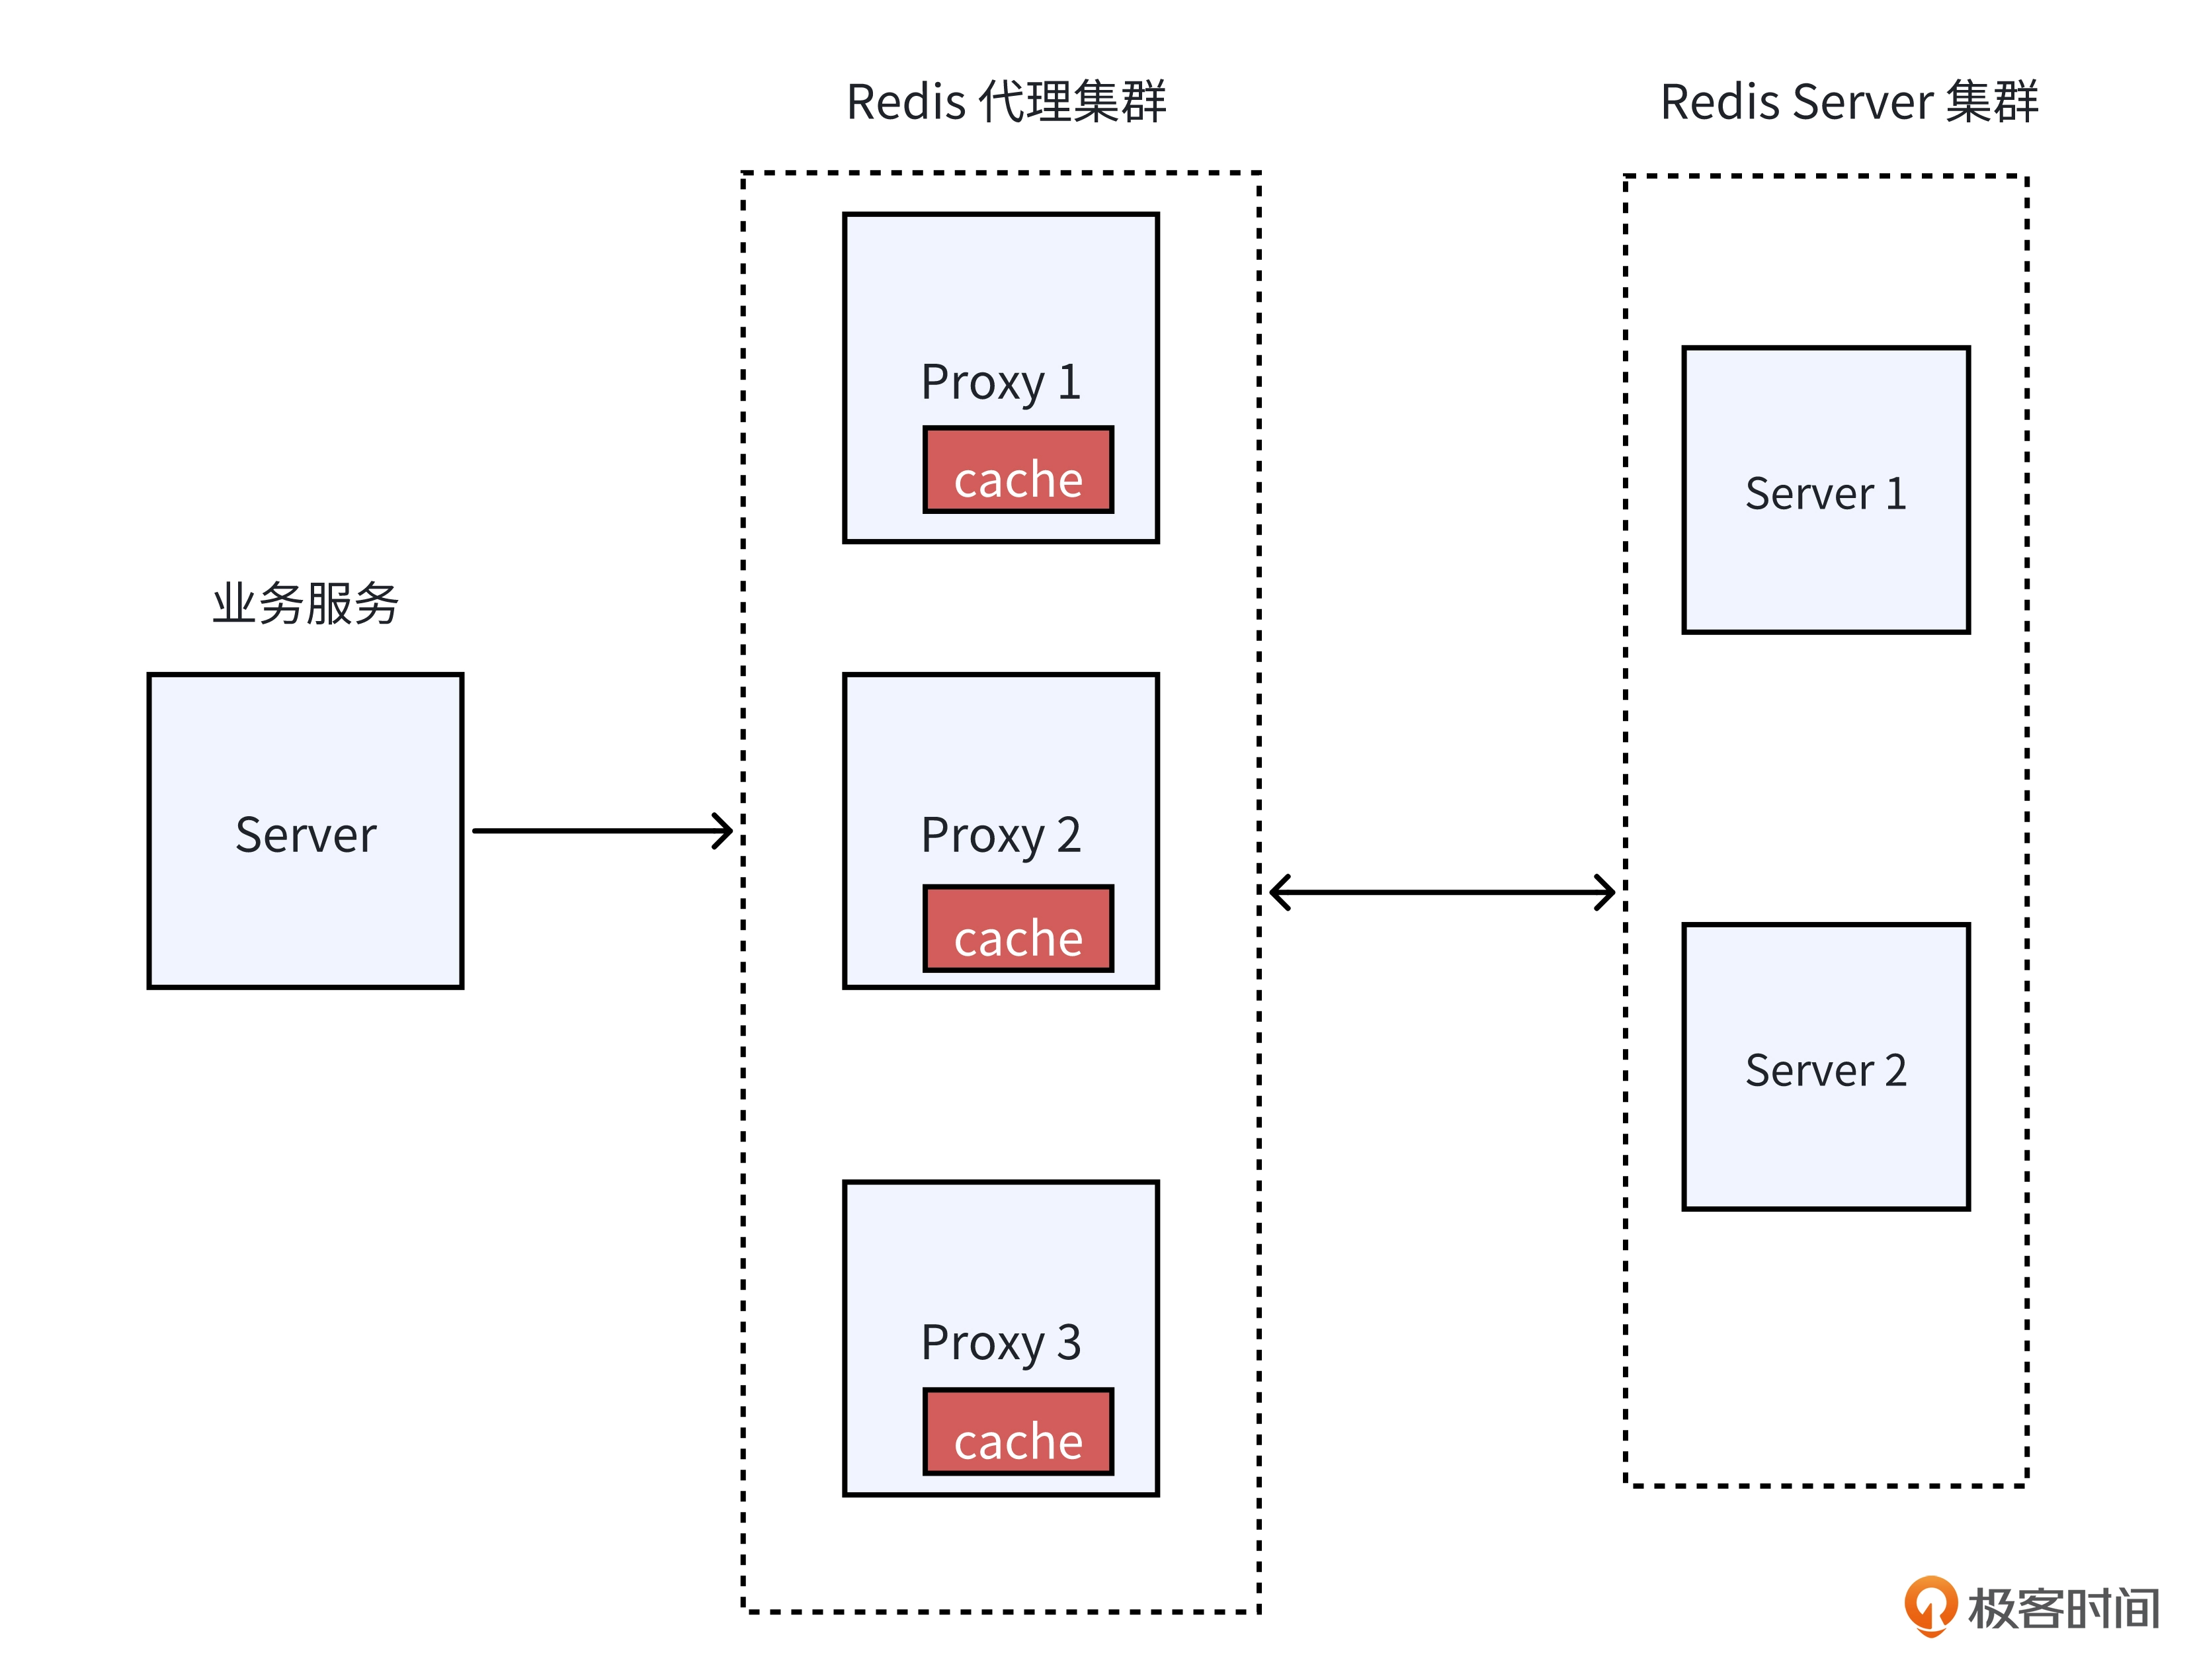 Redis 代理集群
Redis Server 集群
业务服务
Server
Proxy 1
cache
Proxy 2
cache
Proxy 3
cache
Server 1
Server 2
极客时间